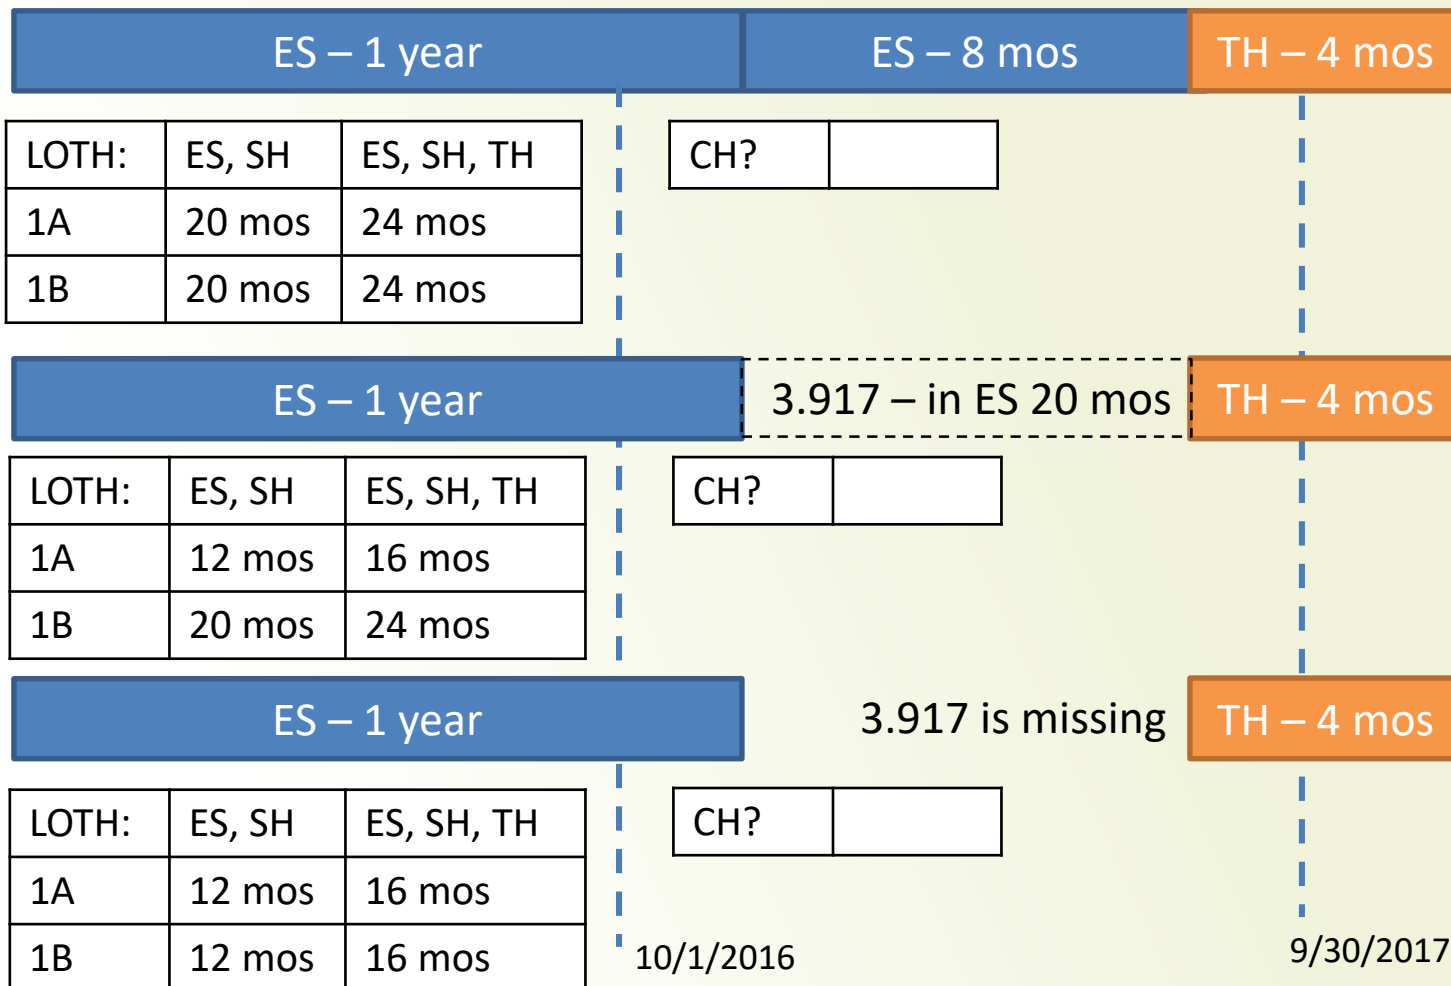 ES – 1 year ES – 8 mos TH – 4 mos
LOTH: ES, SH ES, SH, TH CH?
1A 20 mos 24 mos
1B 20 mos 24 mos
ES – 1 year 3.917 – in ES 20 mos TH – 4 mos
LOTH: ES, SH ES, SH, TH CH?
1A 12 mos 16 mos
1B 20 mos 24 mos
ES – 1 year 3.917 is missing TH – 4 mos
LOTH: ES, SH ES, SH, TH CH?
1A 12 mos 16 mos
1B 12 mos 16 mos 10/1/2016 9/30/2017